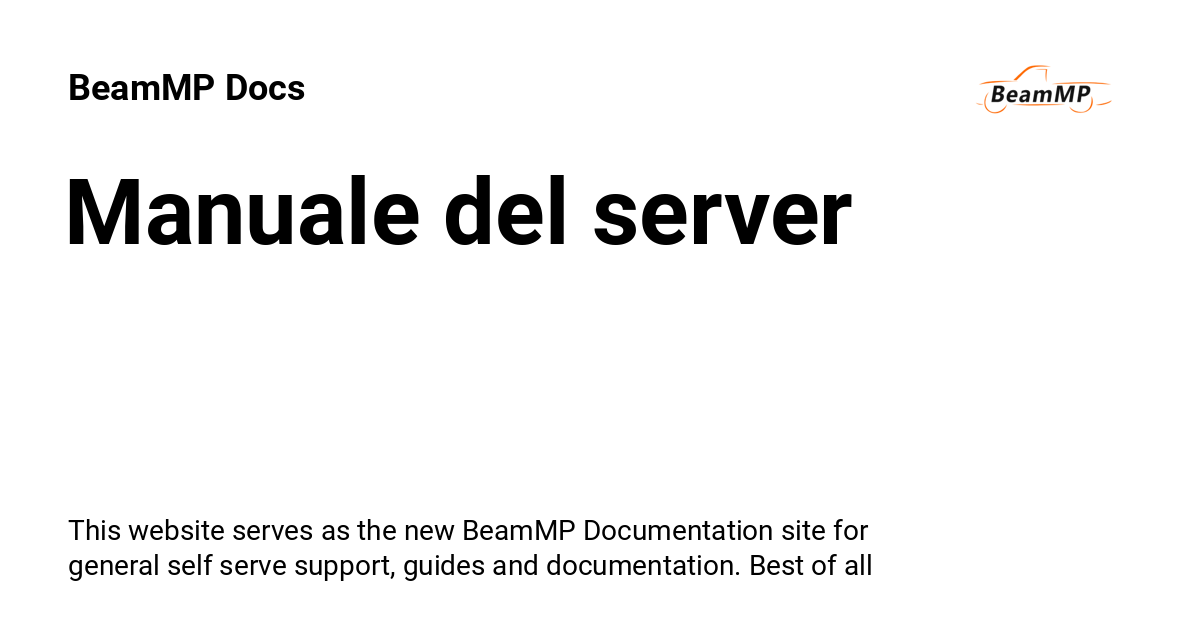 BeamMP Docs
BeamMP
Manuale del server
This website serves as the new BeamMP Documentation site for
general self serve support, guides and documentation. Best of all